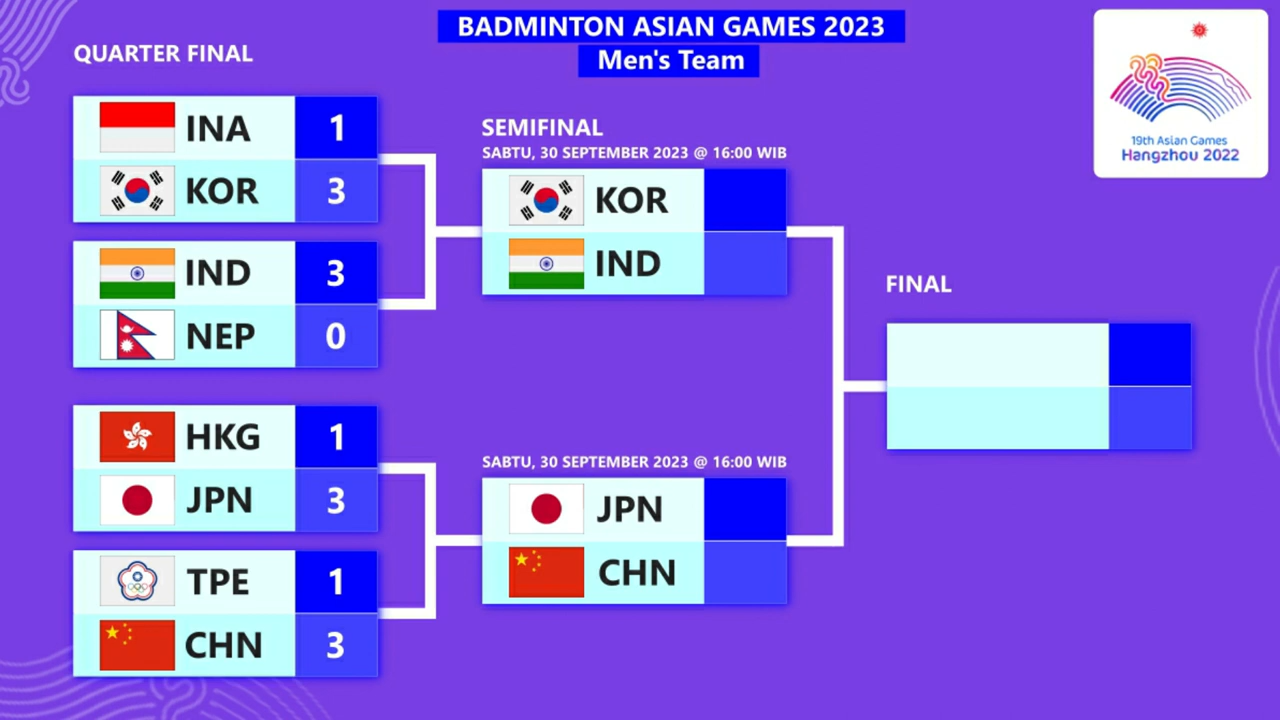 BADMINTON ASIAN GAMES 2023
Men's Team
19th Asian Games
Hangzhou 2022
QUARTER FINAL
INA 1
KOR 3
IND 3
NEP 0
HKG 1
JPN 3
TPE 1
CHN 3
SEMIFINAL
SABTU, 30 SEPTEMBER 2023 @ 16:00 WIB
KOR
IND
SABTU, 30 SEPTEMBER 2023 @ 16:00 WIB
JPN
CHN
FINAL